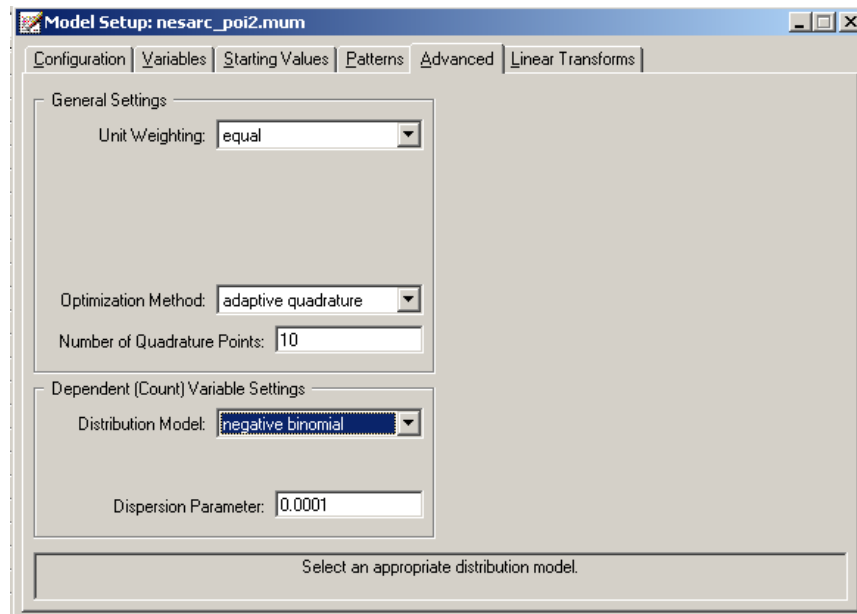 Model Setup: nesarc_poi2.mum
Configuration Variables Starting Values Patterns Advanced Linear Transforms
General Settings
Unit Weighting: equal
Optimization Method: adaptive quadrature
Number of Quadrature Points: 10
Dependent (Count) Variable Settings
Distribution Model: negative binomial
Dispersion Parameter: 0.0001
Select an appropriate distribution model.